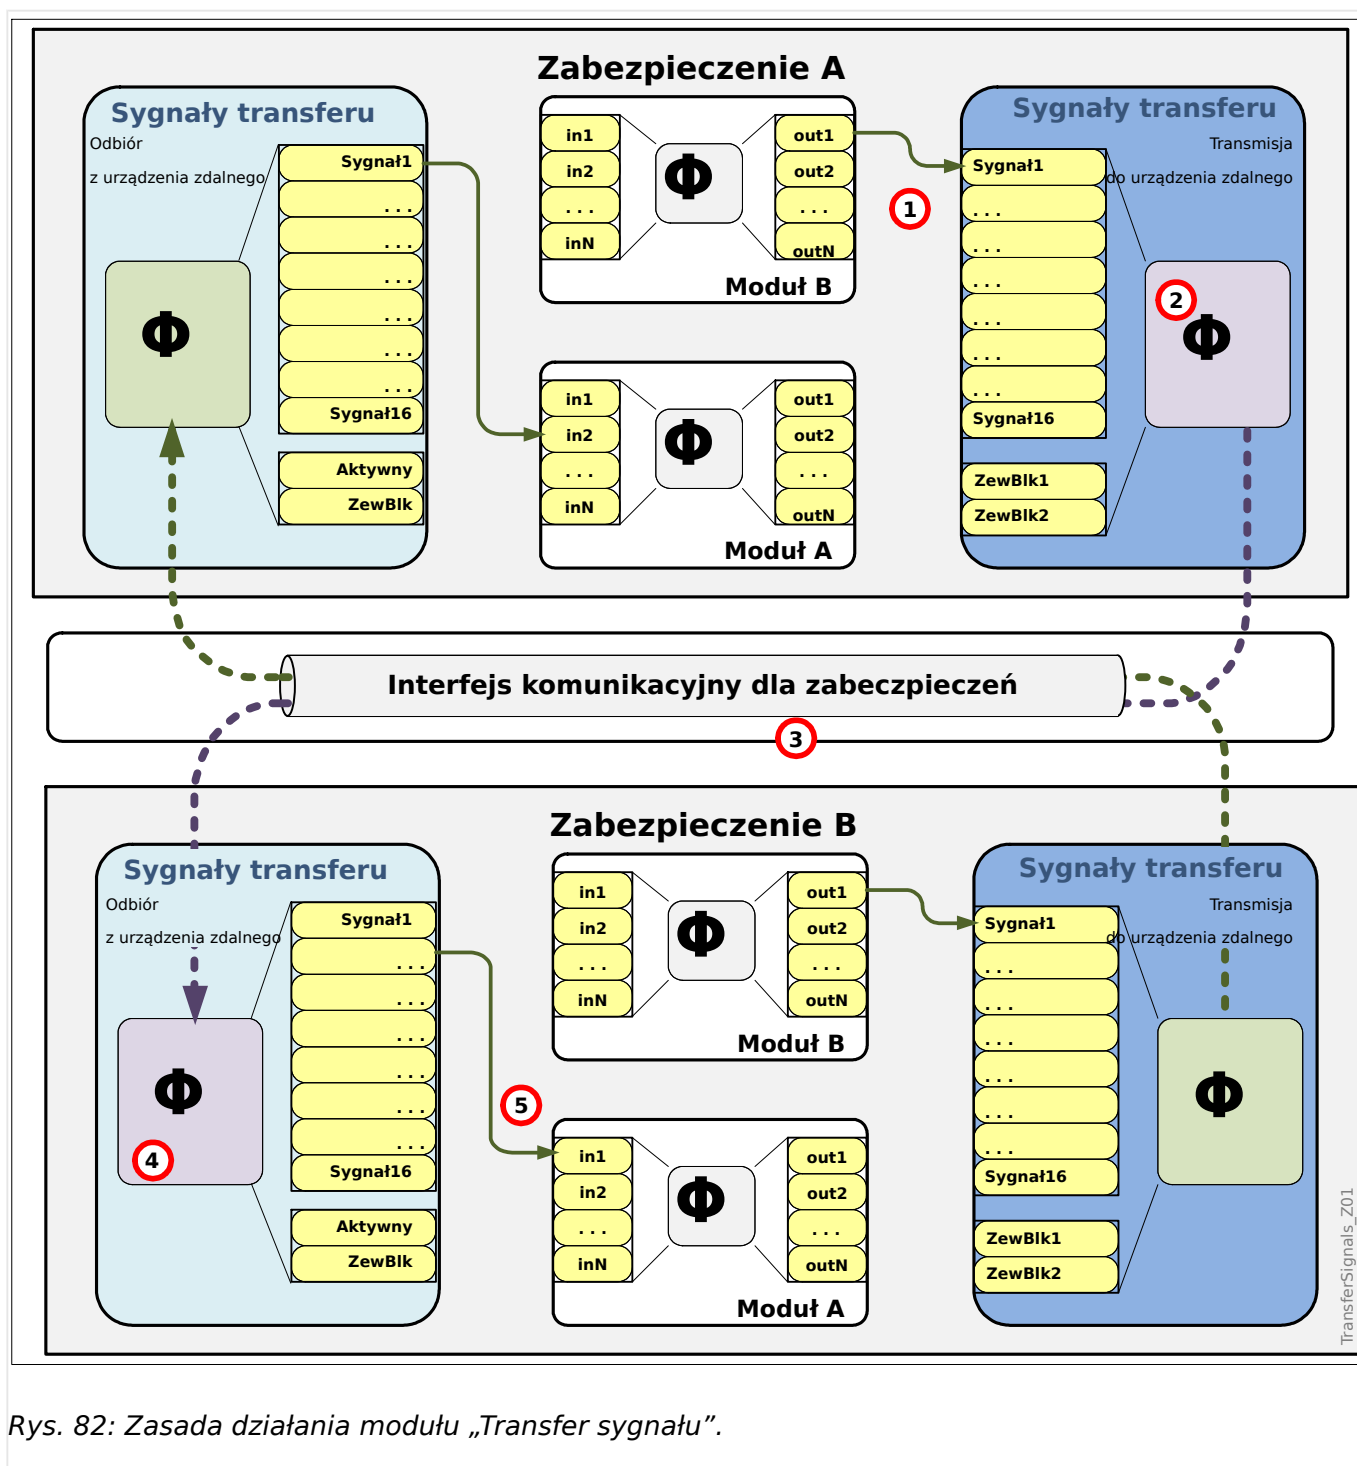 Zabezpieczenie A
Sygnały transferu
Odbiór
z urządzenia zdalnego
Sygnał1
...
...
...
...
...
...
Sygnał16
Aktywny
ZewBlk
Φ
in1
in2
...
inN
Φ
out1
out2
...
outN
Moduł B
in1
in2
...
inN
Φ
out1
out2
...
outN
Moduł A
1
Sygnały transferu
Transmisja
do urządzenia zdalnego
Sygnał1
...
...
...
...
...
...
Sygnał16
ZewBlk1
ZewBlk2
2
Φ
Interfejs komunikacyjny dla zabeczpieczeń
3
Zabezpieczenie B
Sygnały transferu
Odbiór
z urządzenia zdalnego
Sygnał1
...
...
...
...
...
...
Sygnał16
Aktywny
ZewBlk
Φ
4
in1
in2
...
inN
Φ
out1
out2
...
outN
Moduł B
5
in1
in2
...
inN
Φ
out1
out2
...
outN
Moduł A
Sygnały transferu
Transmisja
do urządzenia zdalnego
Sygnał1
...
...
...
...
...
...
Sygnał16
ZewBlk1
ZewBlk2
Φ
TransferSignals_Z01
Rys. 82: Zasada działania modułu „Transfer sygnału”.